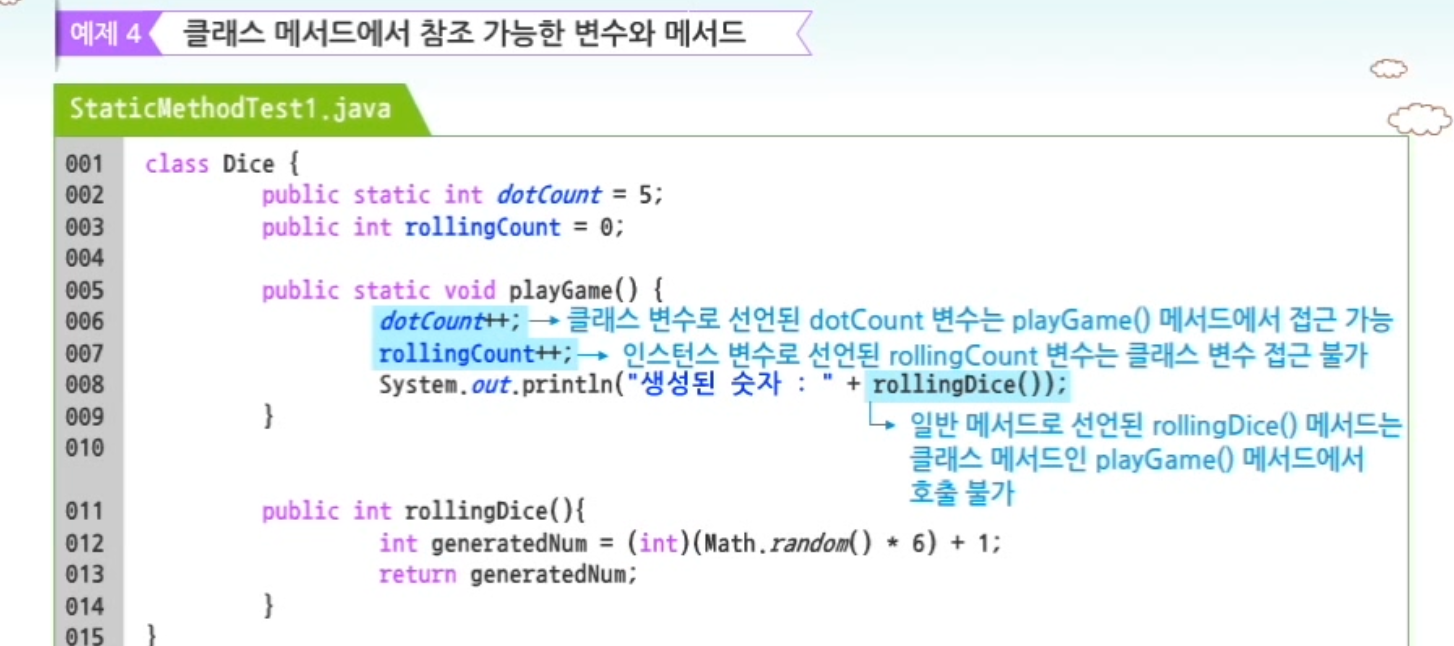 예제 4 클래스 메서드에서 참조 가능한 변수와 메서드
StaticMethodTest1.java
001 class Dice {
002 public static int dotCount = 5;
003 public int rollingCount = 0;
004
005 public static void playGame() {
006 dotCount++; → 클래스 변수로 선언된 dotCount 변수는 playGame() 메서드에서 접근 가능
007 rollingCount++; → 인스턴스 변수로 선언된 rollingCount 변수는 클래스 변수 접근 불가
008 System.out.println("생성된 숫자 : " + rollingDice());
009 }
일반 메서드로 선언된 rollingDice() 메서드는
010
클래스 메서드인 playGame() 메서드에서
호출 불가
011 public int rollingDice(){
012 int generatedNum = (int)(Math.random() * 6) + 1;
013 return generatedNum;
014 }
015 }